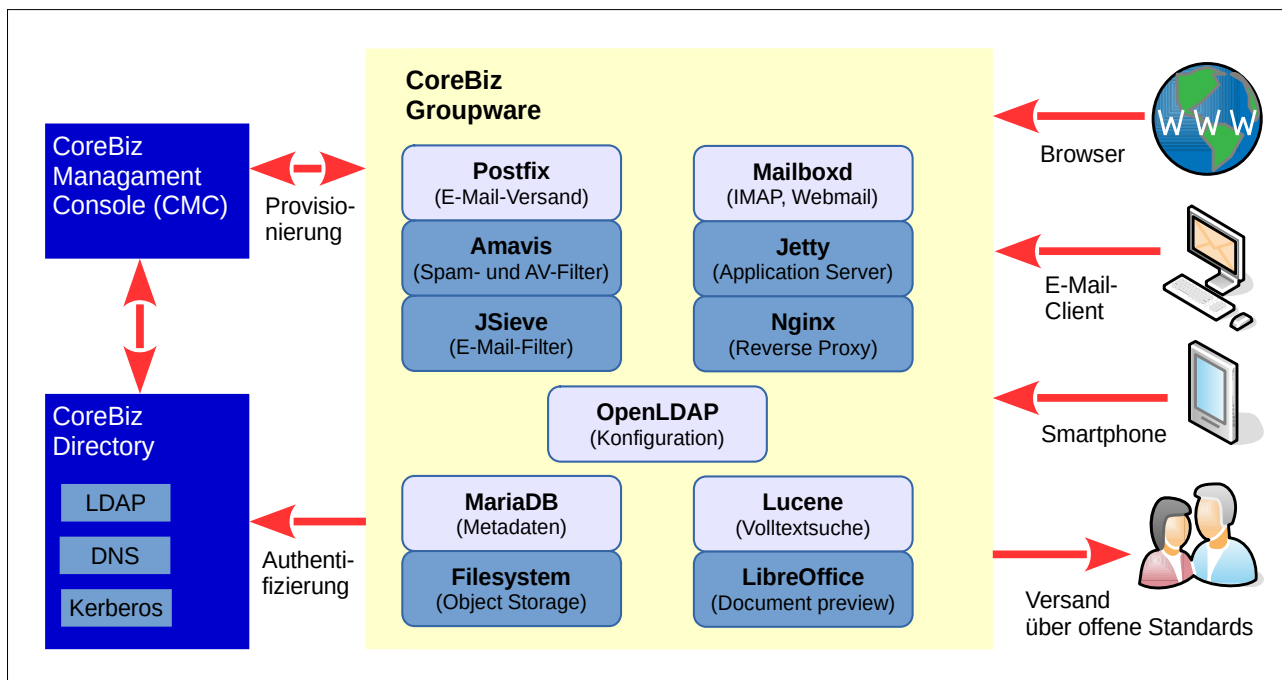 CoreBiz
Managament
Console (CMC)
Provisio-
nierung
CoreBiz
Directory
LDAP
DNS
Kerberos
Authenti-
fizierung
CoreBiz
Groupware
Postfix
(E-Mail-Versand)
Amavis
(Spam- und AV-Filter)
JSieve
(E-Mail-Filter)
Mailboxd
(IMAP, Webmail)
Jetty
(Application Server)
Nginx
(Reverse Proxy)
OpenLDAP
(Konfiguration)
MariaDB
(Metadaten)
Filesystem
(Object Storage)
Lucene
(Volltextsuche)
LibreOffice
(Document preview)
WWW
Browser
E-Mail-
Client
Smartphone
Versand
über offene Standards